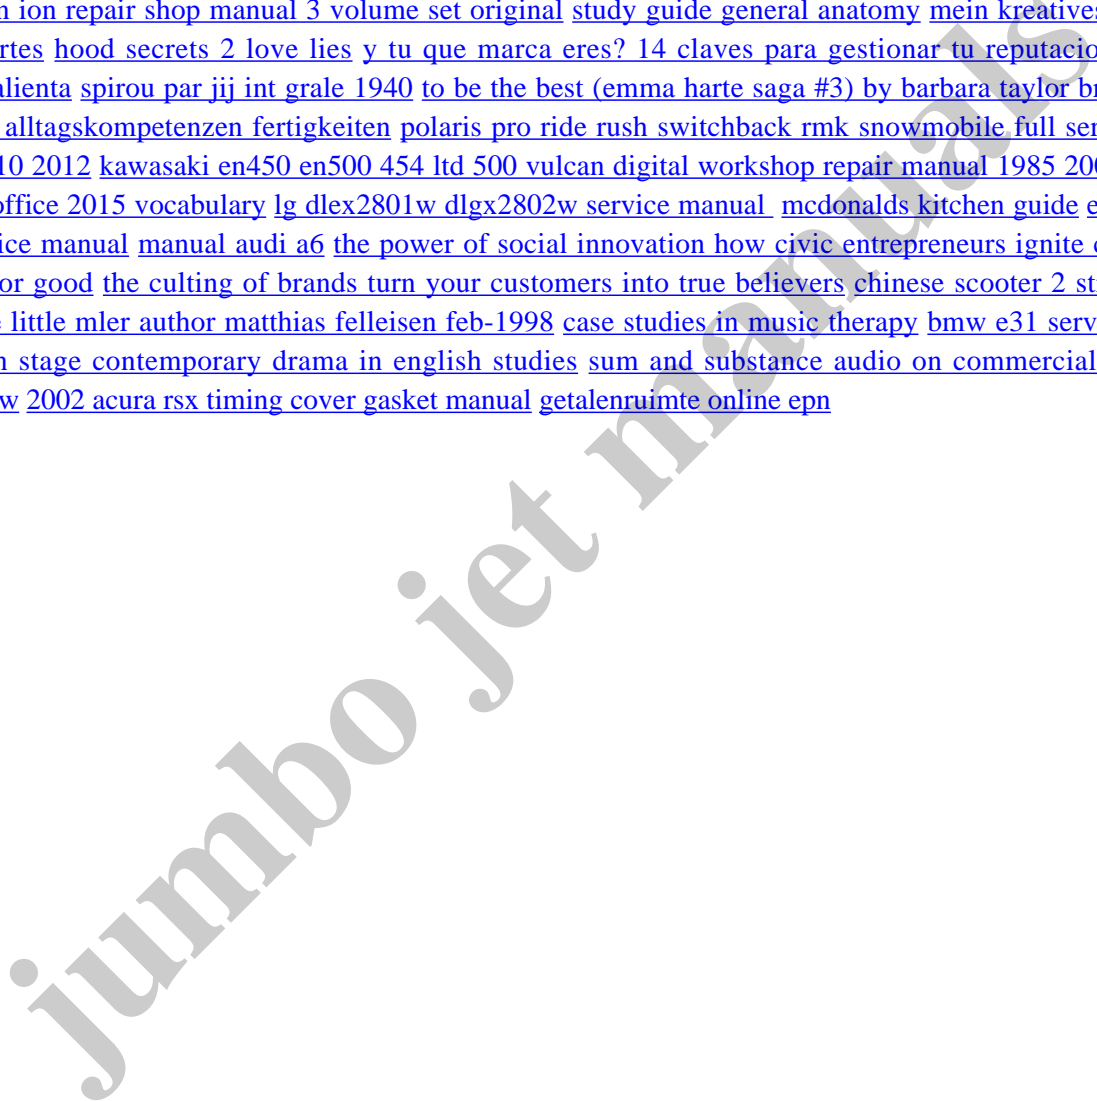 n ion repair shop manual 3 volume set original study guide general anatomy mein kreatives
rtes hood secrets 2 love lies y tu que marca eres? 14 claves para gestionar tu reputacio
alienta spirou par jij int grale 1940 to be the best (emma harte saga #3) by barbara taylor br
alltagskompetenzen fertigkeiten polaris pro ride rush switchback rmk snowmobile full ser
10 2012 kawasaki en450 en500 454 ltd 500 vulcan digital workshop repair manual 1985 200
office 2015 vocabulary lg dlex2801w dlgx2802w service manual mcdonalds kitchen guide e
ice manual manual audi a6 the power of social innovation how civic entrepreneurs ignite c
or good the culting of brands turn your customers into true believers chinese scooter 2 st
e little mler author matthias felleisen feb-1998 case studies in music therapy bmw e31 serv
n stage contemporary drama in english studies sum and substance audio on commercial
w 2002 acura rsx timing cover gasket manual getalenruimte online epn
jumbo jet manuals